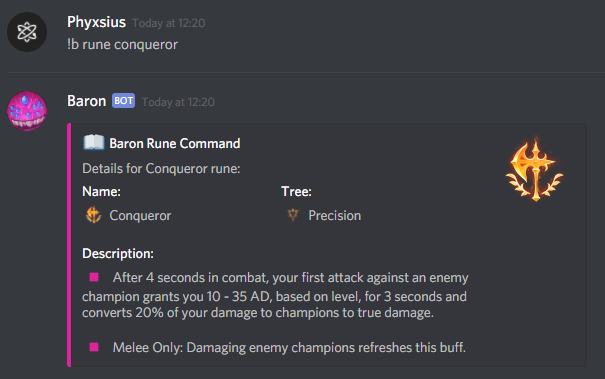 Phyxsius Today at 12:20
!b rune conqueror
Baron BOT Today at 12:20
Baron Rune Command
Details for Conqueror rune:
Name: Tree:
Conqueror Precision
Description:
After 4 seconds in combat, your first attack against an enemy
champion grants you 10 - 35 AD, based on level, for 3 seconds and
converts 20% of your damage to champions to true damage.
Melee Only: Damaging enemy champions refreshes this buff.